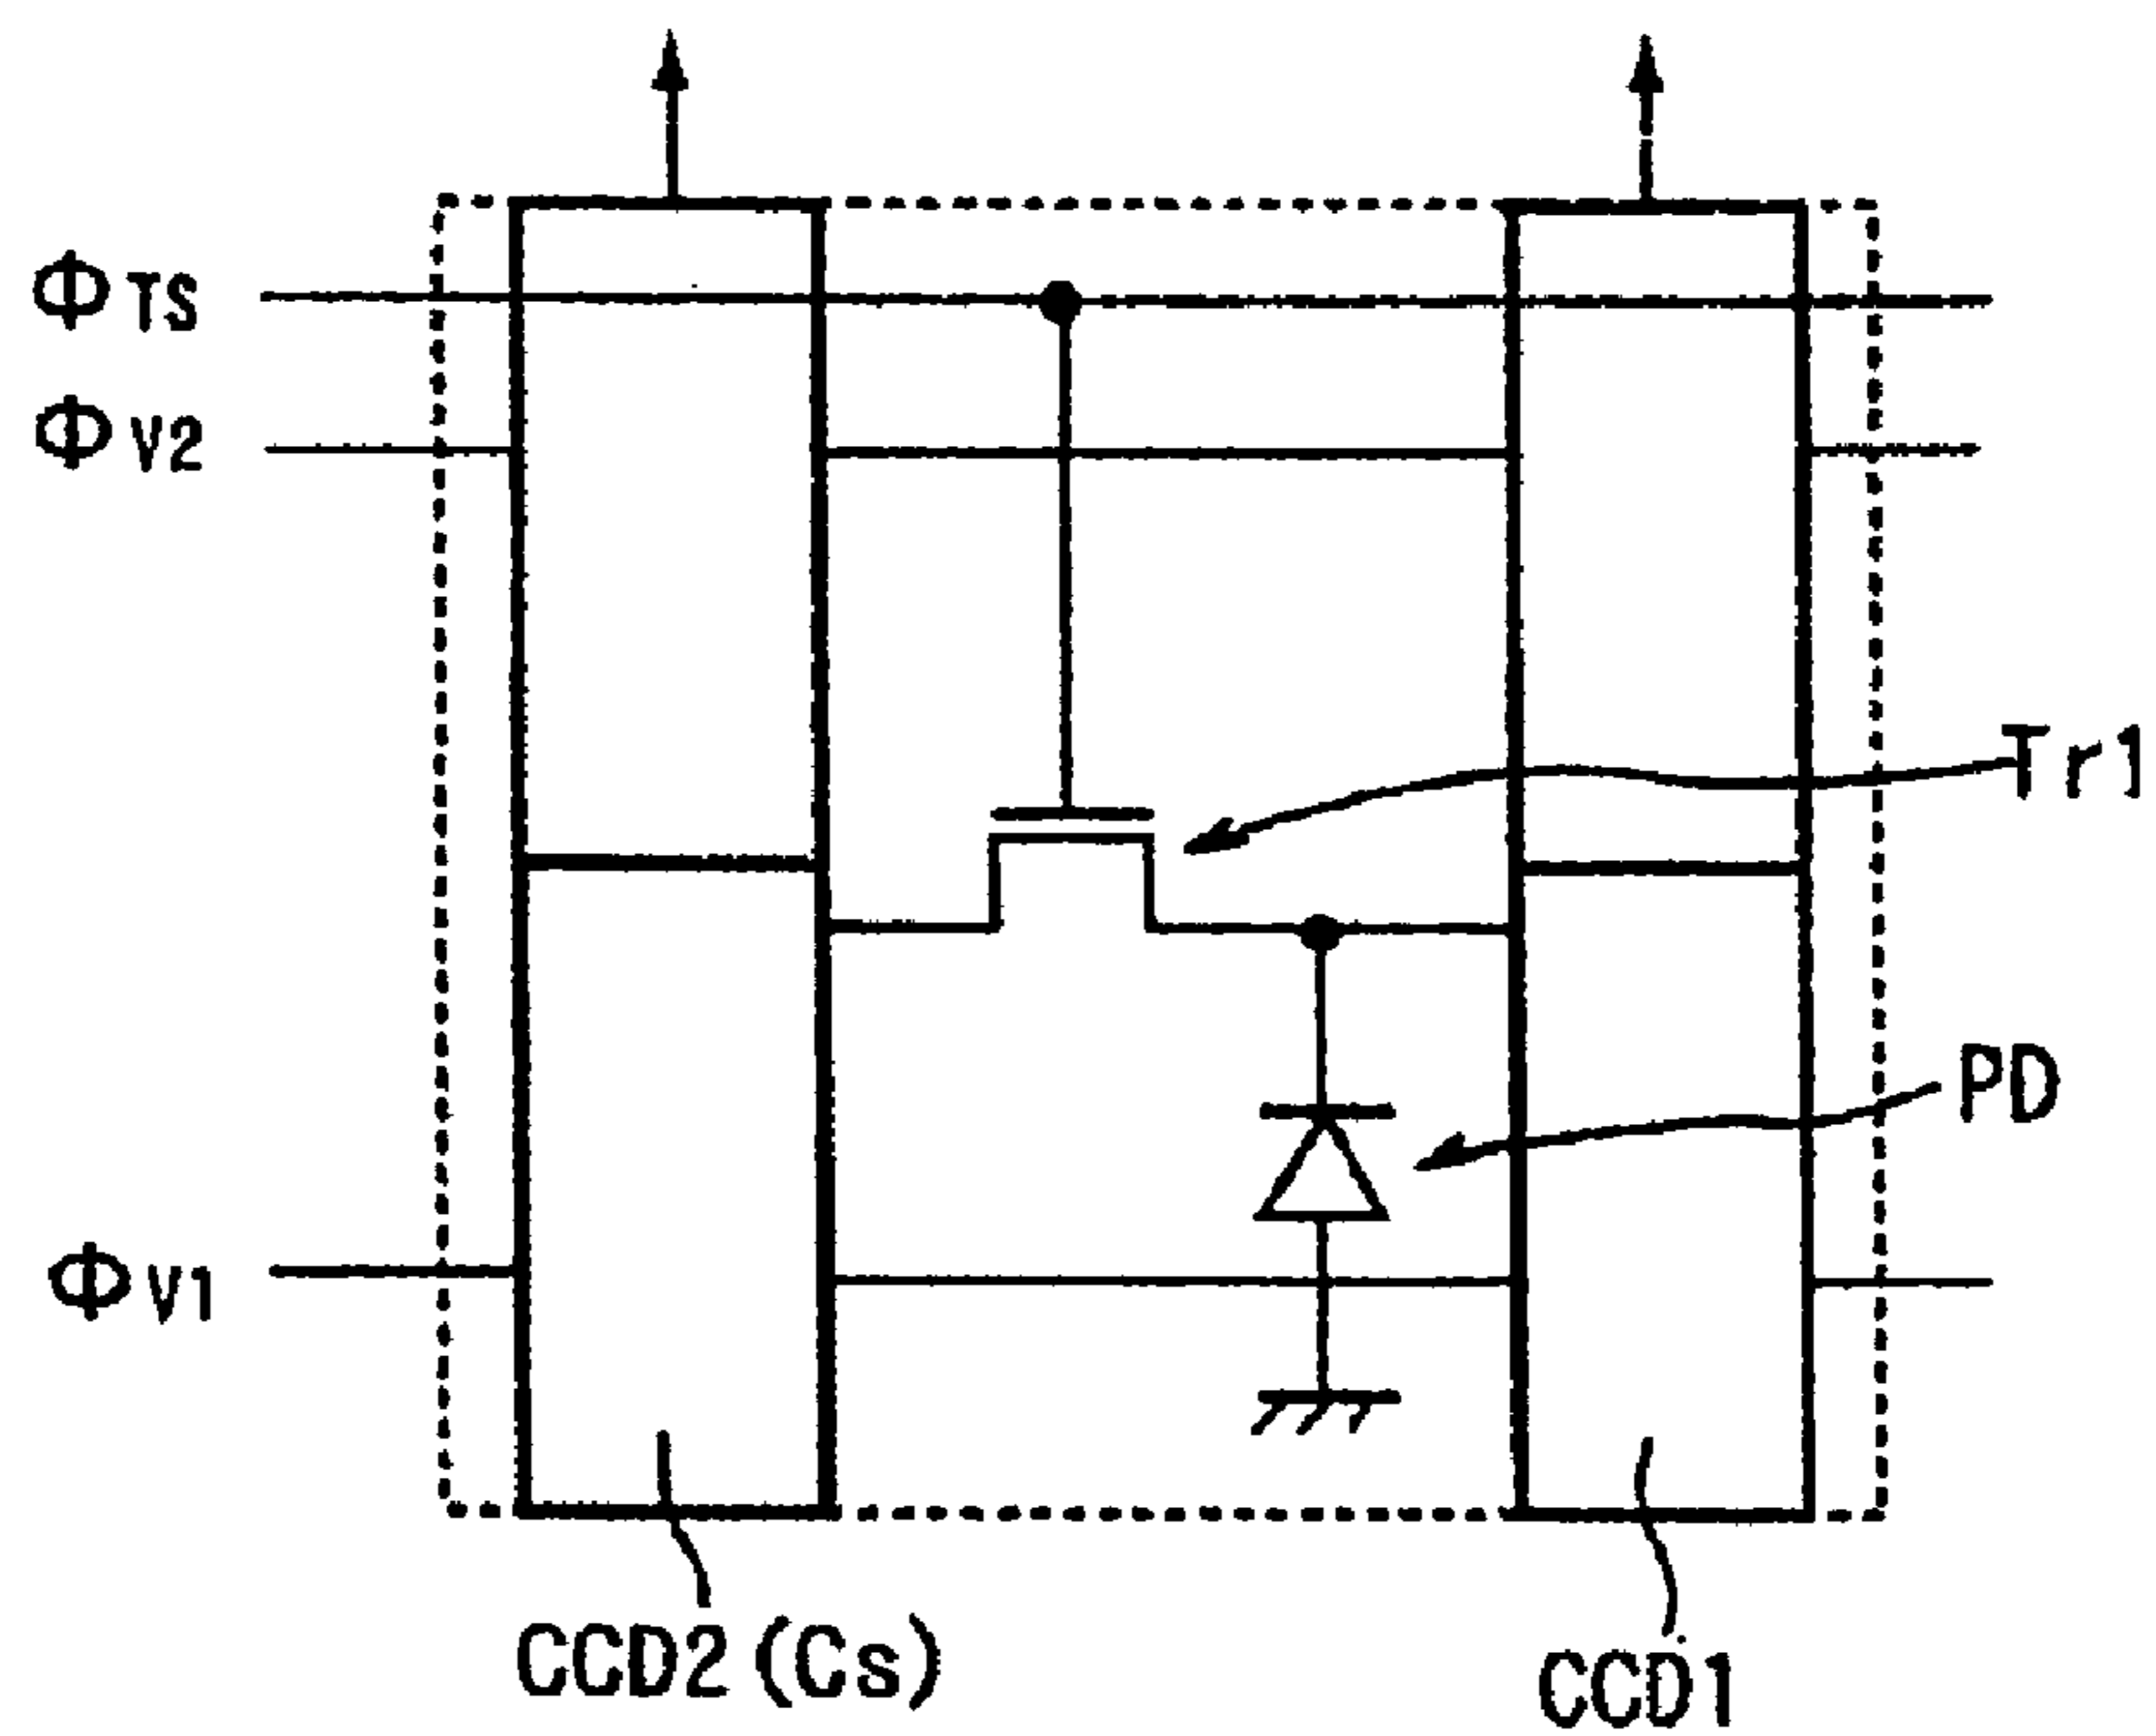 ΦTS
ΦV2
Tr1
PD
ΦV1
CCD2(Cs)
CCD1